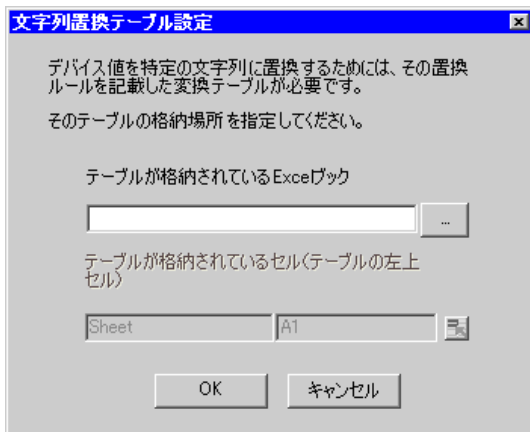 文字列置換テーブル設定
デバイス値を特定の文字列に置換するためには、その置換
ルールを記載した変換テーブルが必要です。
そのテーブルの格納場所を指定してください。
テーブルが格納されているExcelブック
...
テーブルが格納されているセル(テーブルの左上
セル)
Sheet A1
OK キャンセル